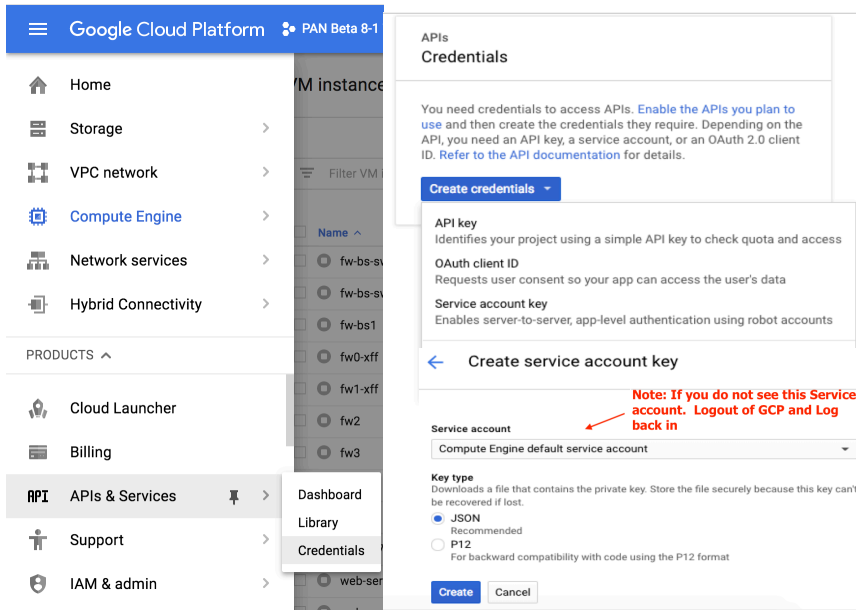 Google Cloud Platform
PAN Beta 8-1
Home
Storage
VPC network
Compute Engine
Network services
Hybrid Connectivity
PRODUCTS
Cloud Launcher
Billing
API
APIs & Services
Support
IAM & admin
Dashboard
Library
Credentials
VM instance
Filter VM
Name
fw-bs-sv
fw-bs-sv
fw-bs1
fw0-xff
fw1-xff
fw2
fw3
web-ser
APIs
Credentials
You need credentials to access APIs. Enable the APIs you plan to
use and then create the credentials they require. Depending on the
API, you need an API key, a service account, or an OAuth 2.0 client
ID. Refer to the API documentation for details.
Create credentials
API key
Identifies your project using a simple API key to check quota and access
OAuth client ID
Requests user consent so your app can access the user's data
Service account key
Enables server-to-server, app-level authentication using robot accounts
Create service account key
Note: If you do not see this Service
account. Logout of GCP and Log
back in
Service account
Compute Engine default service account
Key type
Downloads a file that contains the private key. Store the file securely because this key can't
be recovered if lost.
JSON
Recommended
P12
For backward compatibility with code using the P12 format
Create
Cancel